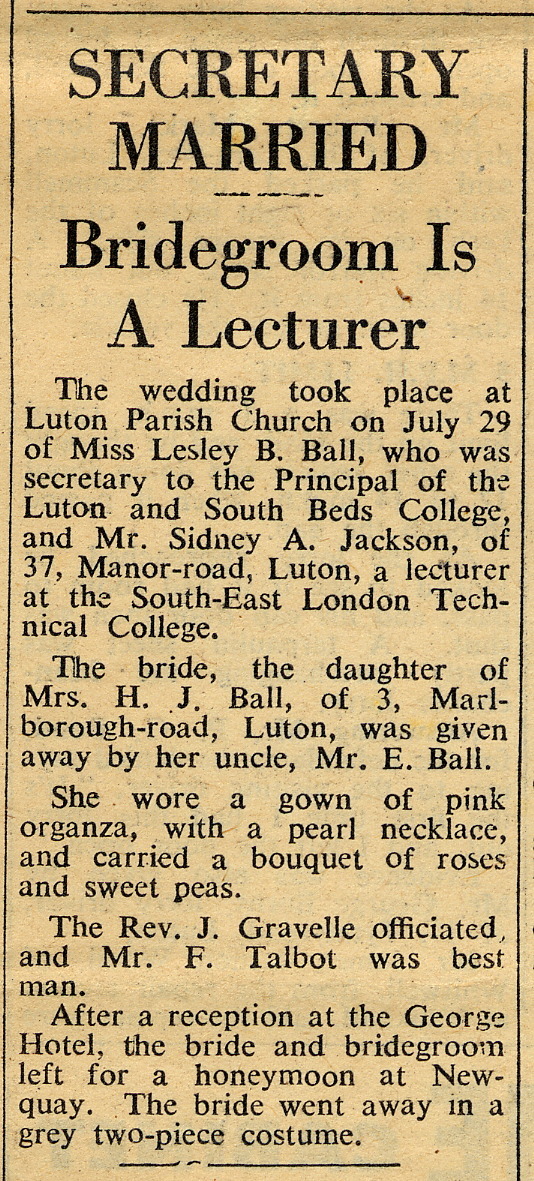 SECRETARY
MARRIED
Bridegroom Is
A Lecturer
The wedding took place at
Luton Parish Church on July 29
of Miss Lesley B. Ball, who was
secretary to the Principal of the
Luton and South Beds College,
and Mr. Sidney A. Jackson, of
37, Manor-road, Luton, a lecturer
at the South-East London Tech-
nical College.
The bride, the daughter of
Mrs. H. J. Ball, of 3, Marl-
borough-road, Luton, was given
away by her uncle, Mr. E. Ball.
She wore a gown of pink
organza, with a pearl necklace,
and carried a bouquet of roses
and sweet peas.
The Rev. J. Gravelle officiated,
and Mr. F. Talbot was best
man.
After a reception at the George
Hotel, the bride and bridegroom
left for a honeymoon at New-
quay. The bride went away in a
grey two-piece costume.